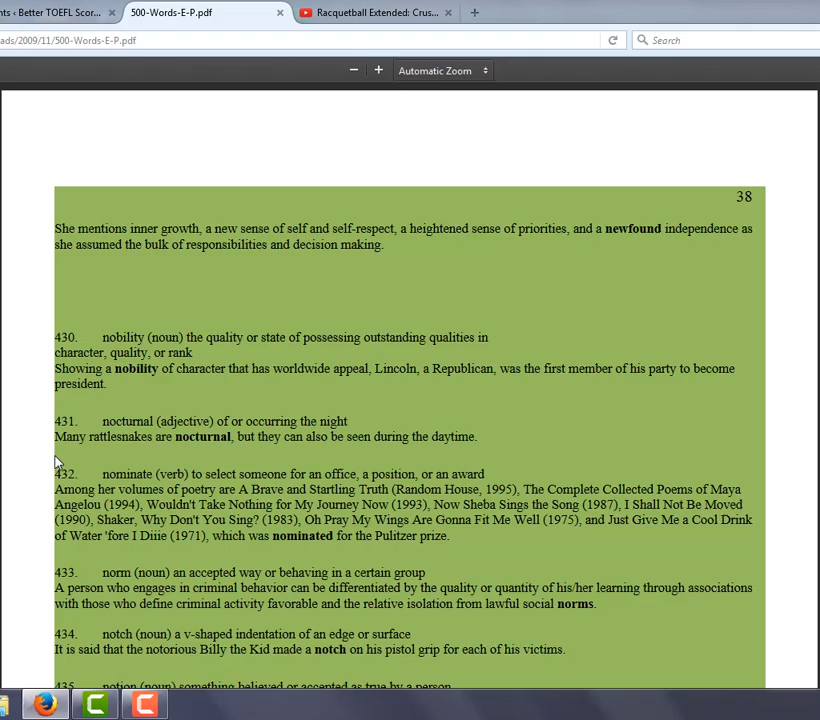 nts ‹ Better TOEFL Scor...
500-Words-E-P.pdf
Racquetball Extended: Crus...
ads/2009/11/500-Words-E-P.pdf
Search
Automatic Zoom
38
She mentions inner growth, a new sense of self and self-respect, a heightened sense of priorities, and a newfound independence as
she assumed the bulk of responsibilities and decision making.
430. nobility (noun) the quality or state of possessing outstanding qualities in
character, quality, or rank
Showing a nobility of character that has worldwide appeal, Lincoln, a Republican, was the first member of his party to become
president.
431. nocturnal (adjective) of or occurring the night
Many rattlesnakes are nocturnal, but they can also be seen during the daytime.
432. nominate (verb) to select someone for an office, a position, or an award
Among her volumes of poetry are A Brave and Startling Truth (Random House, 1995), The Complete Collected Poems of Maya
Angelou (1994), Wouldn't Take Nothing for My Journey Now (1993), Now Sheba Sings the Song (1987), I Shall Not Be Moved
(1990), Shaker, Why Don't You Sing? (1983), Oh Pray My Wings Are Gonna Fit Me Well (1975), and Just Give Me a Cool Drink
of Water 'fore I Diiie (1971), which was nominated for the Pulitzer prize.
433. norm (noun) an accepted way or behaving in a certain group
A person who engages in criminal behavior can be differentiated by the quality or quantity of his/her learning through associations
with those who define criminal activity favorable and the relative isolation from lawful social norms.
434. notch (noun) a v-shaped indentation of an edge or surface
It is said that the notorious Billy the Kid made a notch on his pistol grip for each of his victims.
435. notion (noun) something believed or accepted as true by a person